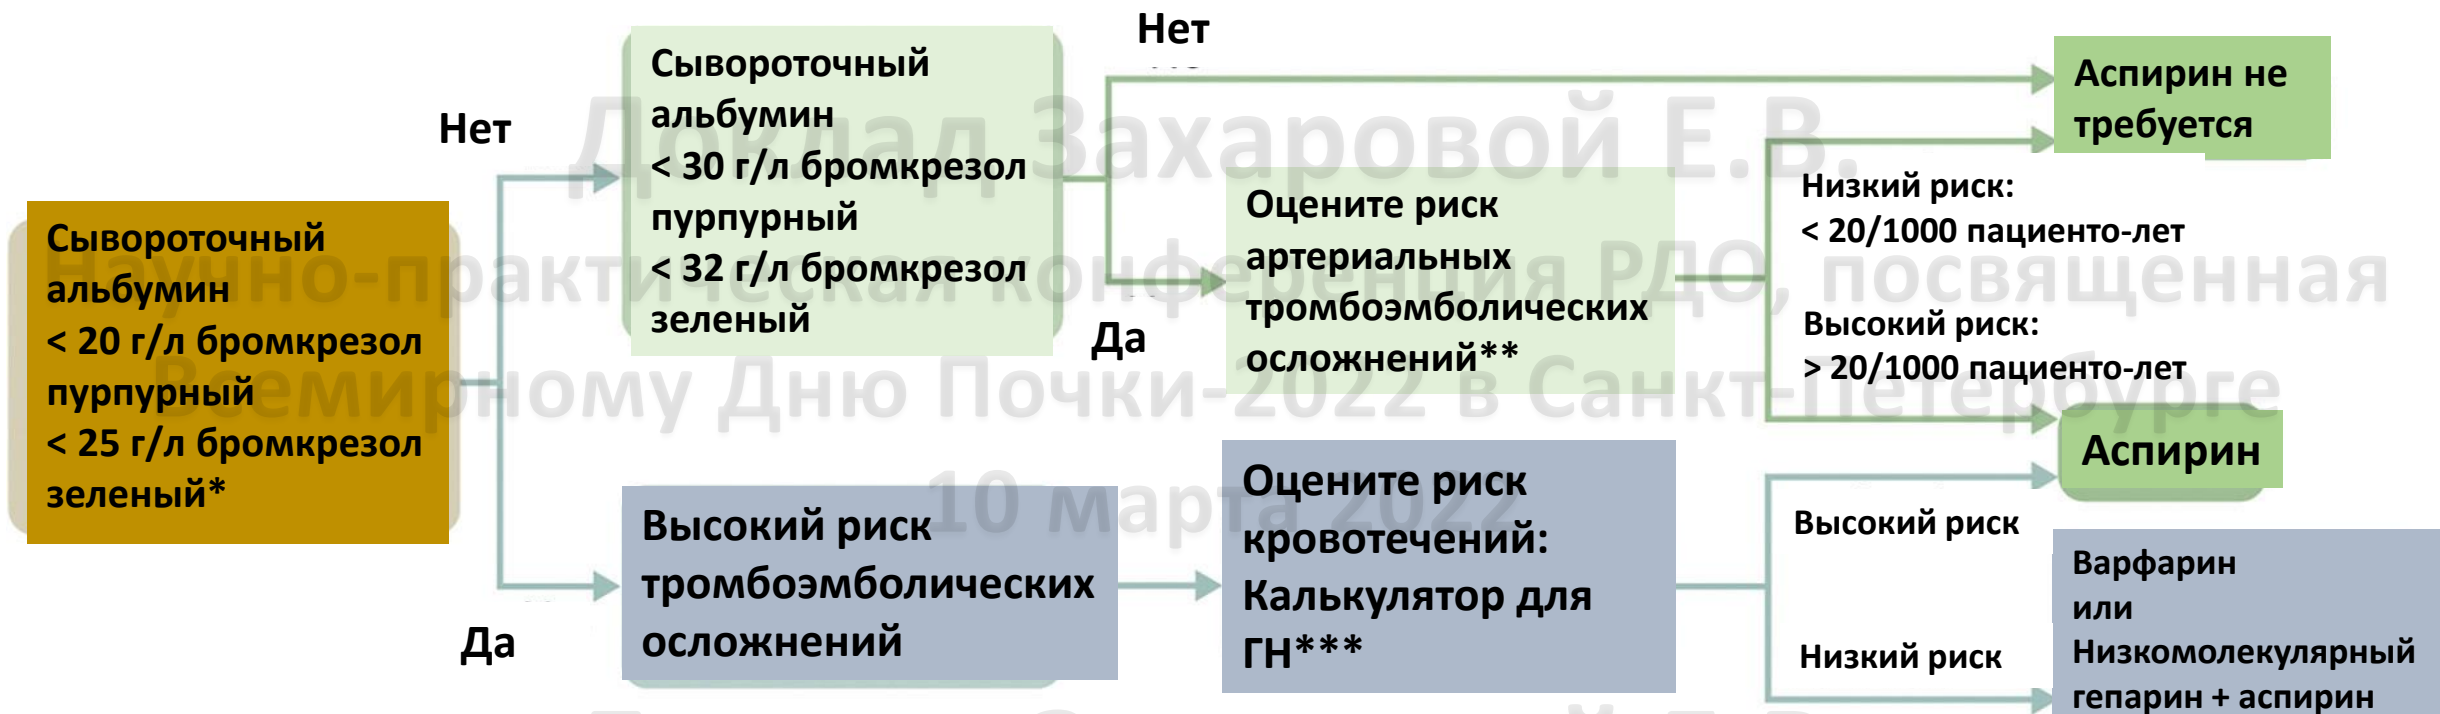 Нет
Сывороточный
альбумин
< 30 г/л бромкрезол
пурпурный
< 32 г/л бромкрезол
зеленый
Аспирин не
требуется
Нет
Доклад Захаровой Е.В.
Научно-практическая конференция РДО, посвященная
Всемирному Дню Почки-2022 в Санкт-Петербурге
10 марта 2022
Сывороточный
альбумин
< 20 г/л бромкрезол
пурпурный
< 25 г/л бромкрезол
зеленый*
Да
Оцените риск
артериальных
тромбоэмболических
осложнений**
Низкий риск:
< 20/1000 пациенто-лет
Высокий риск:
> 20/1000 пациенто-лет
Аспирин
Да
Высокий риск
тромбоэмболических
осложнений
Оцените риск
кровотечений:
Калькулятор для
ГН***
Высокий риск
Низкий риск
Варфарин
или
Низкомолекулярный
гепарин + аспирин